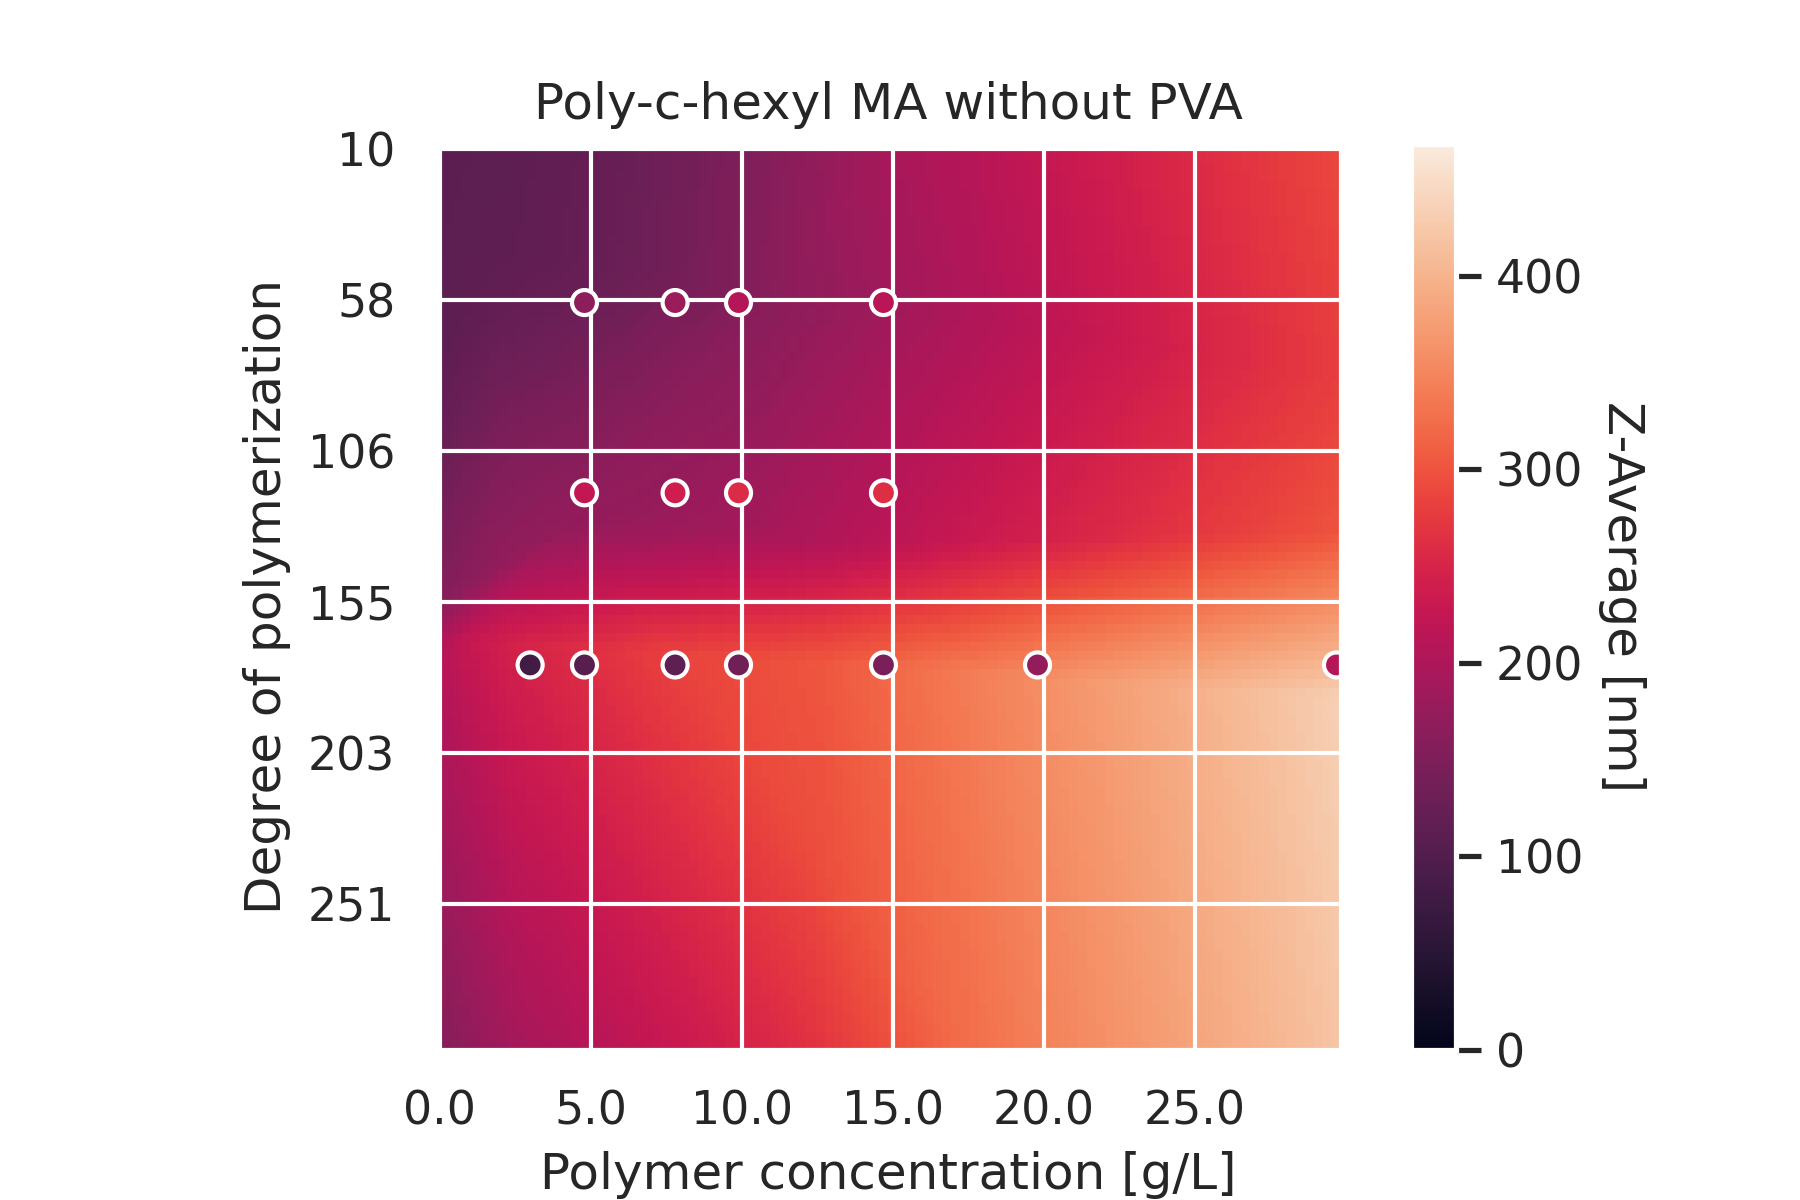 Poly-c-hexyl MA without PVA
10
58
106
155
203
251
Degree of polymerization
0.0 5.0 10.0 15.0 20.0 25.0
Polymer concentration [g/L]
400
300
200
100
0
Z-Average [nm]